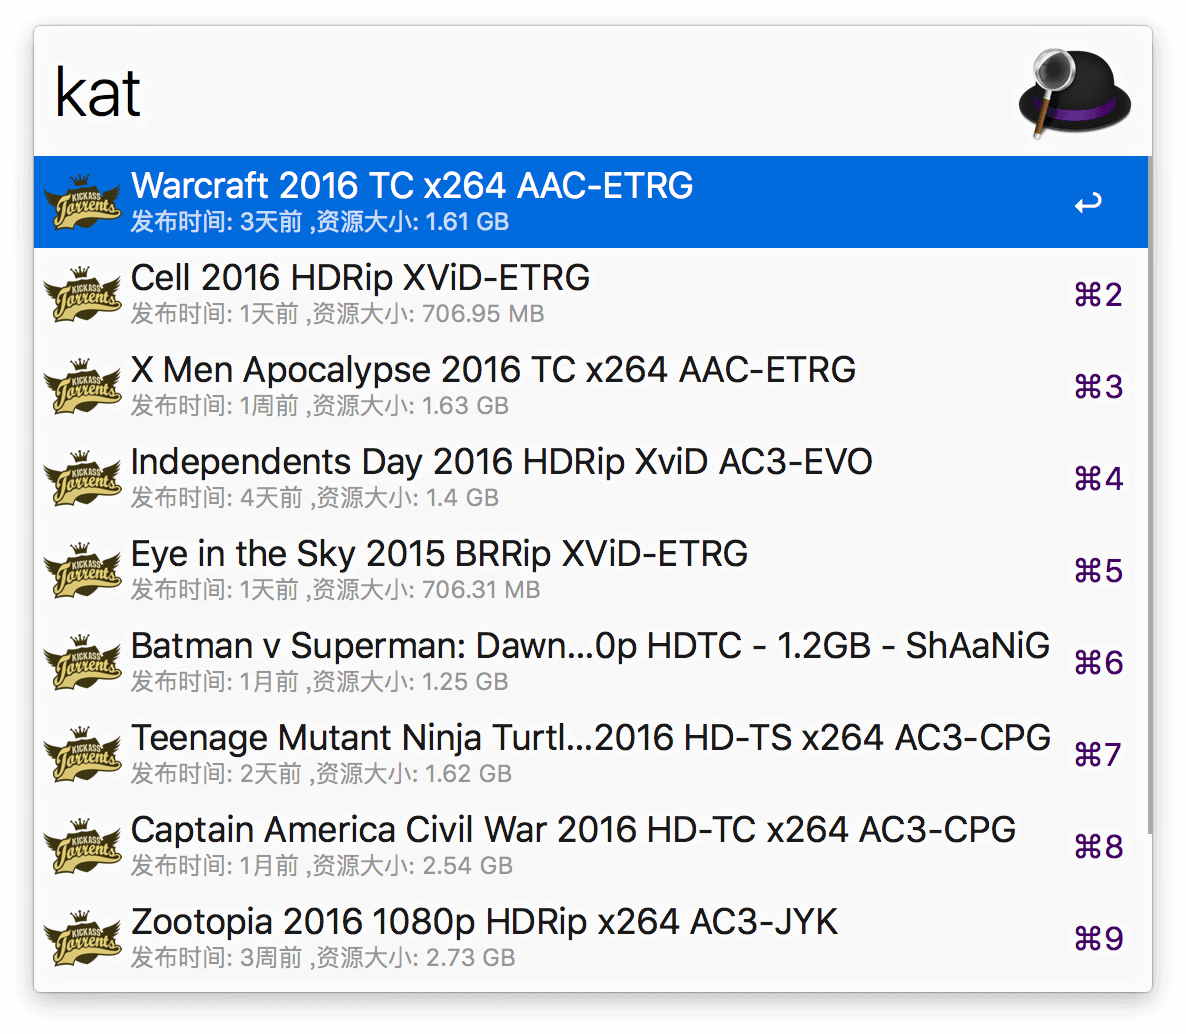 kat
Warcraft 2016 TC x264 AAC-ETRG
发布时间: 3天前 ,资源大小: 1.61 GB
↩
Cell 2016 HDRip XViD-ETRG
发布时间: 1天前 ,资源大小: 706.95 MB
⌘2
X Men Apocalypse 2016 TC x264 AAC-ETRG
发布时间: 1周前 ,资源大小: 1.63 GB
⌘3
Independents Day 2016 HDRip XviD AC3-EVO
发布时间: 4天前 ,资源大小: 1.4 GB
⌘4
Eye in the Sky 2015 BRRip XViD-ETRG
发布时间: 1天前 ,资源大小: 706.31 MB
⌘5
Batman v Superman: Dawn...0p HDTC - 1.2GB - ShAaNiG
发布时间: 1月前 ,资源大小: 1.25 GB
⌘6
Teenage Mutant Ninja Turtl...2016 HD-TS x264 AC3-CPG
发布时间: 2天前 ,资源大小: 1.62 GB
⌘7
Captain America Civil War 2016 HD-TC x264 AC3-CPG
发布时间: 1月前 ,资源大小: 2.54 GB
⌘8
Zootopia 2016 1080p HDRip x264 AC3-JYK
发布时间: 3周前 ,资源大小: 2.73 GB
⌘9
KICKASS
Torrents
KICKASS
Torrents
KICKASS
Torrents
KICKASS
Torrents
KICKASS
Torrents
KICKASS
Torrents
KICKASS
Torrents
KICKASS
Torrents
KICKASS
Torrents